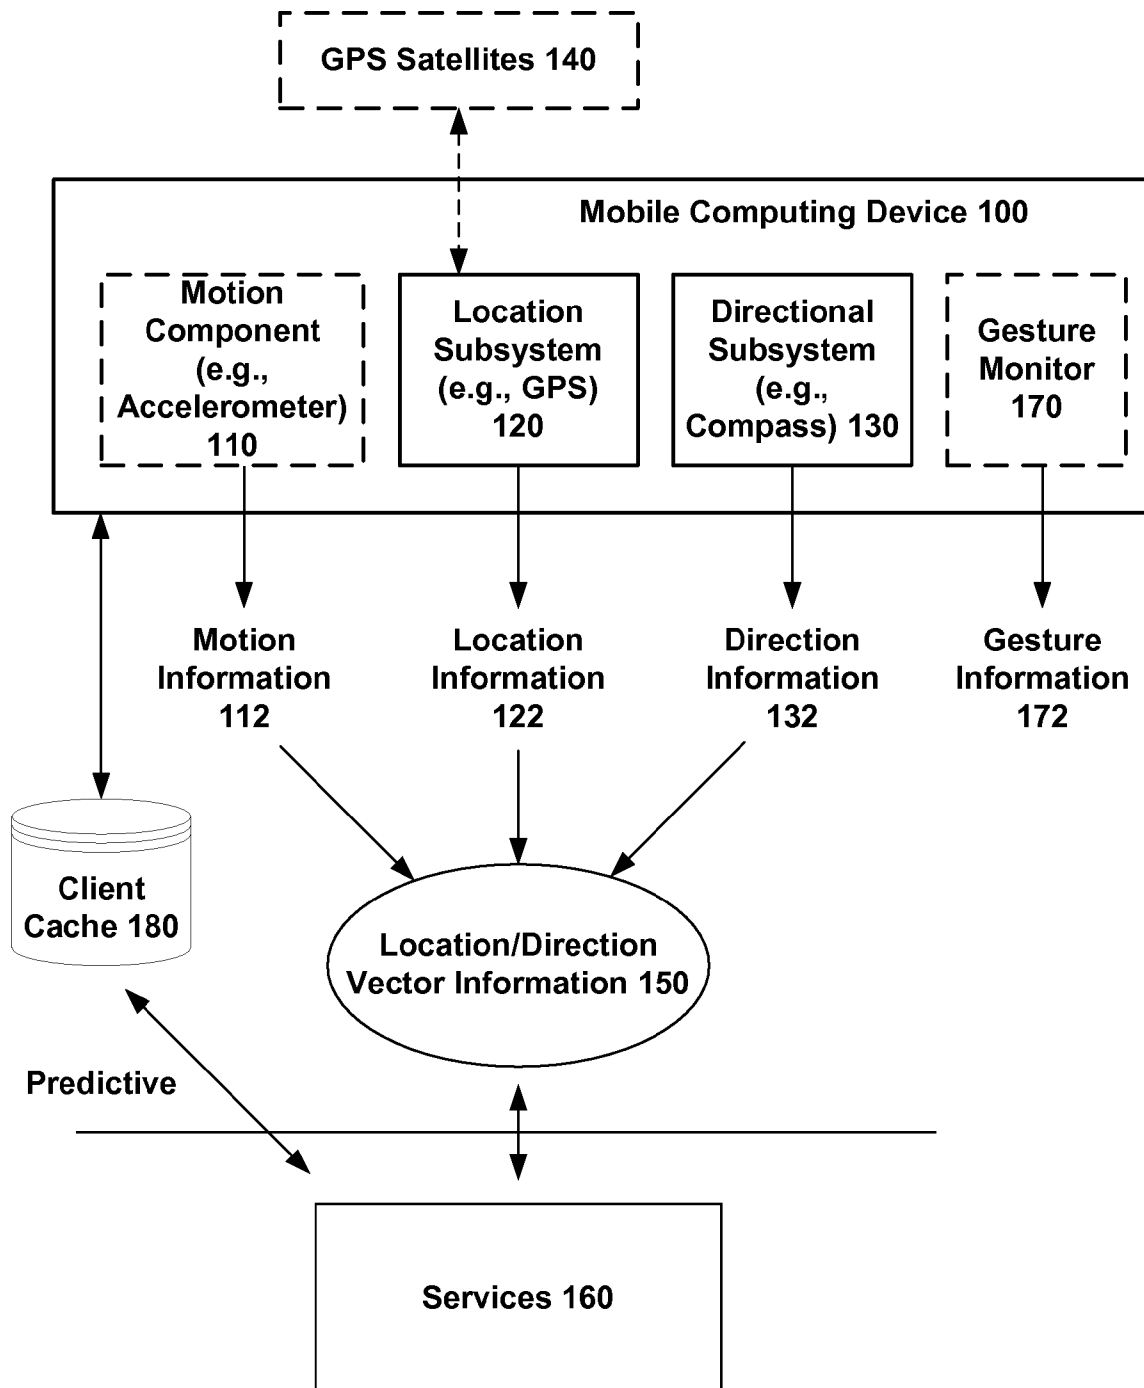 GPS Satellites 140
Mobile Computing Device 100
Motion
Component
(e.g.,
Accelerometer)
110
Location
Subsystem
(e.g., GPS)
120
Directional
Subsystem
(e.g.,
Compass) 130
Gesture
Monitor
170
Motion
Information
112
Location
Information
122
Direction
Information
132
Gesture
Information
172
Client
Cache 180
Location/Direction
Vector Information 150
Predictive
Services 160